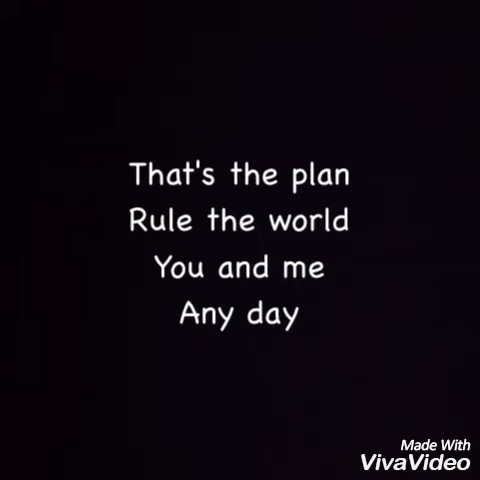 That's the plan
Rule the world
You and me
Any day
Made With
VivaVideo